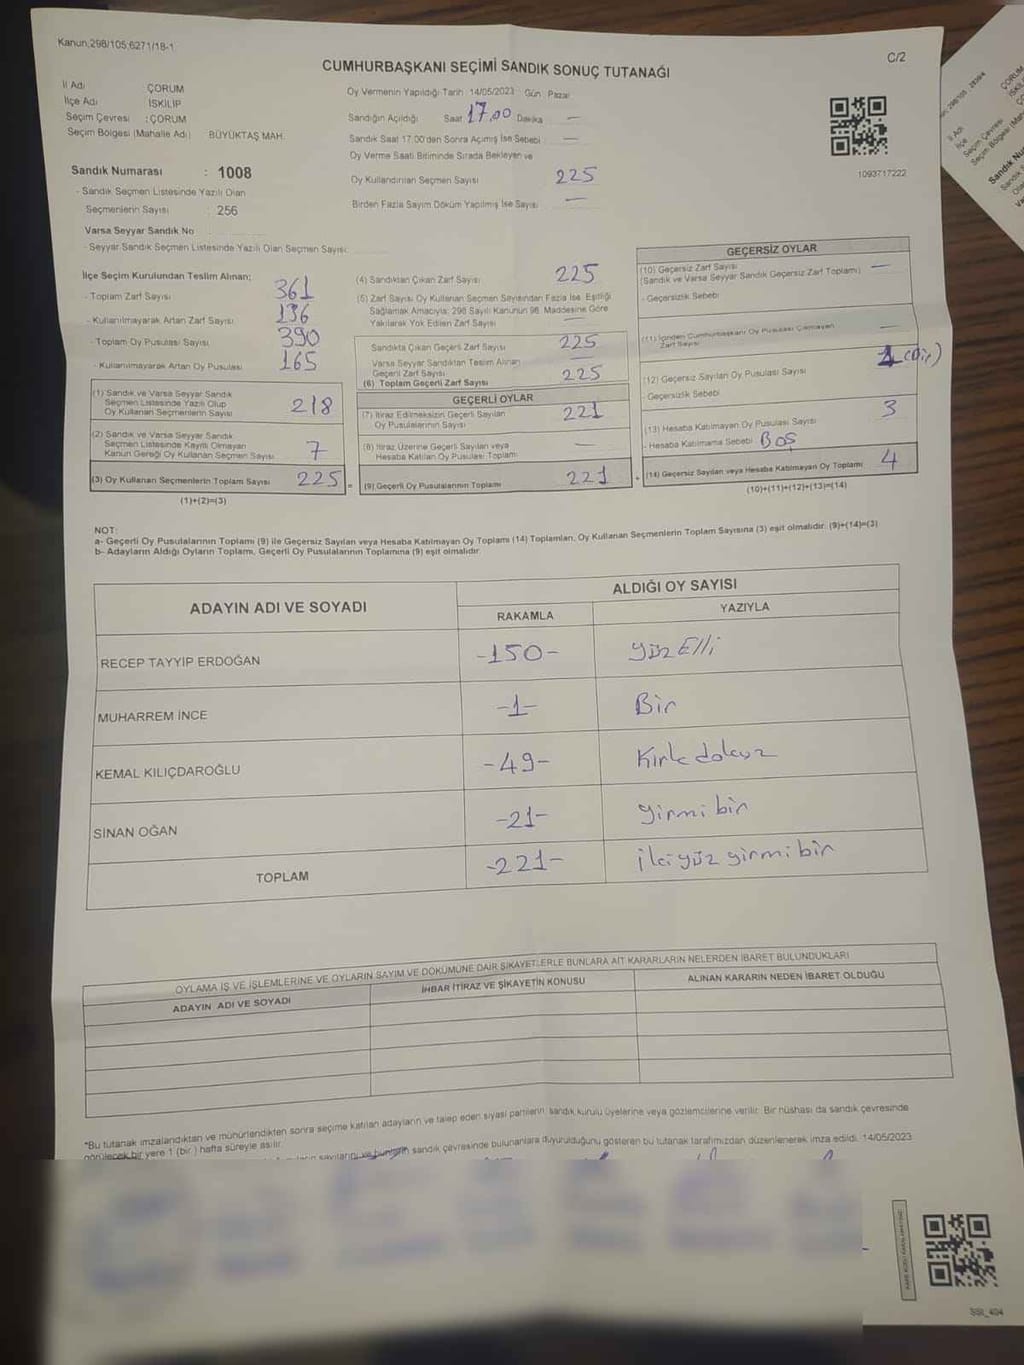 Kanun:298/105,6271/18-1
C/2
CUMHURBAŞKANI SEÇİMİ SANDIK SONUÇ TUTANAĞI
İl Adı ÇORUM
İlçe Adı İSKİLİP
Seçim Çevresi : ÇORUM
Seçim Bölgesi (Mahalle Adı) BÜYÜKTAŞ MAH.
Sandık Numarası : 1008
- Sandık Seçmen Listesinde Yazılı Olan
Seçmenlerin Sayısı : 256
Varsa Seyyar Sandık No
- Seyyar Sandık Seçmen Listesinde Yazılı Olan Seçmen Sayısı:
Oy Vermenin Yapıldığı Tarih: 14/05/2023 Gün: Pazar
Sandığın Açıldığı Saat 17.00 Dakika —
Sandık Saat 17:00'den Sonra Açılmış İse Sebebi —
Oy Verme Saati Bitiminde Sırada Bekleyen ve
Oy Kullandırılan Seçmen Sayısı 225
Birden Fazla Sayım Döküm Yapılmış İse Sayısı —
1093717222
İlçe Seçim Kurulundan Teslim Alınan:
- Toplam Zarf Sayısı 361
- Kullanılmayarak Artan Zarf Sayısı 136
- Toplam Oy Pusulası Sayısı 390
- Kullanılmayarak Artan Oy Pusulası 165
(1) Sandık ve Varsa Seyyar Sandık
Seçmen Listesinde Yazılı Olup
Oy Kullanan Seçmenlerin Sayısı 218
(2) Sandık ve Varsa Seyyar Sandık
Seçmen Listesinde Kayıtlı Olmayan
Kanun Gereği Oy Kullanan Seçmen Sayısı 7
(3) Oy Kullanan Seçmenlerin Toplam Sayısı 225 =
(1)+(2)=(3)
(4) Sandıktan Çıkan Zarf Sayısı 225
(5) Zarf Sayısı Oy Kullanan Seçmen Sayısından Fazla İse, Eşitliği
Sağlamak Amacıyla; 298 Sayılı Kanunun 98. Maddesine Göre
Yakılarak Yok Edilen Zarf Sayısı —
Sandıkta Çıkan Geçerli Zarf Sayısı 225
Varsa Seyyar Sandıktan Teslim Alınan
Geçerli Zarf Sayısı —
(6) Toplam Geçerli Zarf Sayısı 225
GEÇERLİ OYLAR
(7) İtiraz Edilmeksizin Geçerli Sayılan
Oy Pusulalarının Sayısı 221
(8) İtiraz Üzerine Geçerli Sayılan veya
Hesaba Katılan Oy Pusulası Toplamı —
(9) Geçerli Oy Pusulalarının Toplamı 221 +
GEÇERSİZ OYLAR
(10) Geçersiz Zarf Sayısı —
(Sandık ve Varsa Seyyar Sandık Geçersiz Zarf Toplamı)
- Geçersizlik Sebebi
(11) İçinden Cumhurbaşkanı Oy Pusulası Çıkmayan
Zarf Sayısı —
(12) Geçersiz Sayılan Oy Pusulası Sayısı 1 (Bir)
- Geçersizlik Sebebi
(13) Hesaba Katılmayan Oy Pusulası Sayısı 3
- Hesaba Katılmama Sebebi Boş
(14) Geçersiz Sayılan veya Hesaba Katılmayan Oy Toplamı 4
(10)+(11)+(12)+(13)=(14)
NOT:
a- Geçerli Oy Pusulalarının Toplamı (9) ile Geçersiz Sayılan veya Hesaba Katılmayan Oy Toplamı (14) Toplamları, Oy Kullanan Seçmenlerin Toplam Sayısına (3) eşit olmalıdır. (9)+(14)=(3)
b- Adayların Aldığı Oyların Toplamı, Geçerli Oy Pusulalarının Toplamına (9) eşit olmalıdır.
ADAYIN ADI VE SOYADI
ALDIĞI OY SAYISI
RAKAMLA YAZIYLA
RECEP TAYYİP ERDOĞAN -150- yüz Elli
MUHARREM İNCE -1- Bir
KEMAL KILIÇDAROĞLU -49- Kırk dokuz
SİNAN OĞAN -21- yirmi bir
TOPLAM -221- iki yüz yirmi bir
OYLAMA İŞ VE İŞLEMLERİNE VE OYLARIN SAYIM VE DÖKÜMÜNE DAİR ŞİKAYETLERLE BUNLARA AİT KARARLARIN NELERDEN İBARET BULUNDUKLARI
ADAYIN ADI VE SOYADI İHBAR İTİRAZ VE ŞİKAYETİN KONUSU ALINAN KARARIN NEDEN İBARET OLDUĞU
*Bu tutanak imzalandıktan ve mühürlendikten sonra seçime katılan adayların ve talep eden siyasi partilerin, sandık kurulu üyelerine veya gözlemcilerine verilir. Bir nüshası da sandık çevresinde
görülecek bir yere 1 (bir) hafta süreyle asılır.
sandık çevresinde bulunanlara duyurulduğunu gösteren bu tutanak tarafımızdan düzenlenerek imza edildi. 14/05/2023